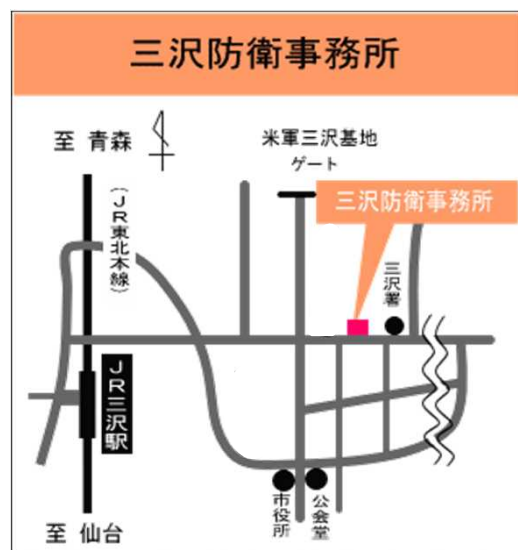 三沢防衛事務所
至 青森
米軍三沢基地
ゲート
(JR東北本線)
三沢防衛事務所
三沢署
JR三沢駅
市役所
公会堂
至 仙台